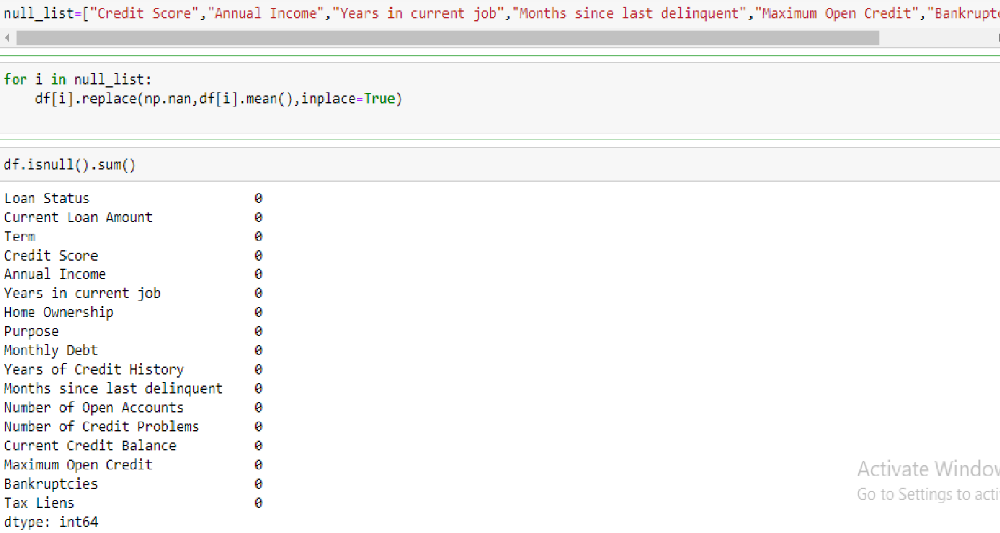 null_list=["Credit Score","Annual Income","Years in current job","Months since last delinquent","Maximum Open Credit","Bankruptc
for i in null_list:
    df[i].replace(np.nan,df[i].mean(),inplace=True)
df.isnull().sum()
Loan Status 0
Current Loan Amount 0
Term 0
Credit Score 0
Annual Income 0
Years in current job 0
Home Ownership 0
Purpose 0
Monthly Debt 0
Years of Credit History 0
Months since last delinquent 0
Number of Open Accounts 0
Number of Credit Problems 0
Current Credit Balance 0
Maximum Open Credit 0
Bankruptcies 0
Tax Liens 0
dtype: int64
Activate Window
Go to Settings to acti